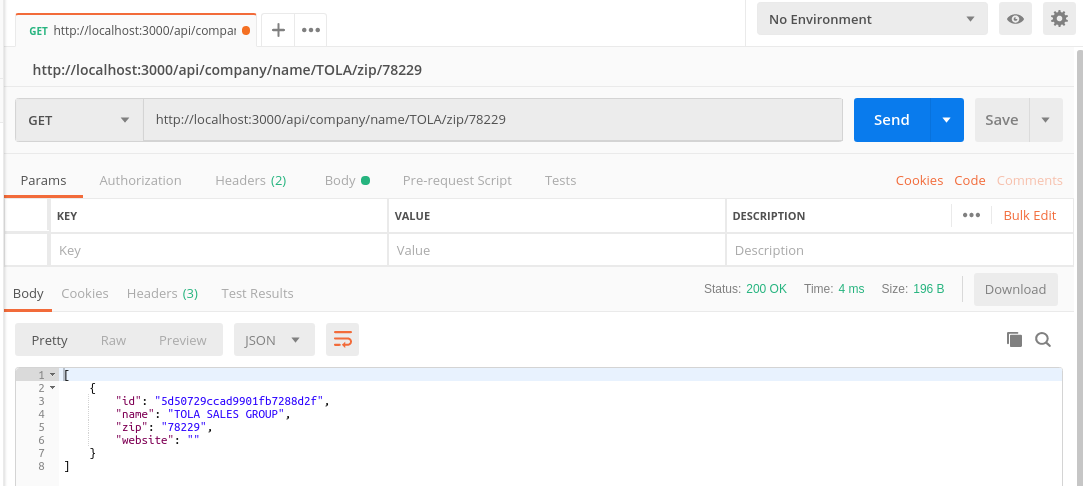 GET http://localhost:3000/api/compar
No Environment
http://localhost:3000/api/company/name/TOLA/zip/78229
GET http://localhost:3000/api/company/name/TOLA/zip/78229 Send Save
Params Authorization Headers (2) Body Pre-request Script Tests Cookies Code Comments
KEY VALUE DESCRIPTION ••• Bulk Edit
Key Value Description
Body Cookies Headers (3) Test Results Status: 200 OK Time: 4 ms Size: 196 B Download
Pretty Raw Preview JSON
1 [
2 {
3 "id": "5d50729ccad9901fb7288d2f",
4 "name": "TOLA SALES GROUP",
5 "zip": "78229",
6 "website": ""
7 }
8 ]